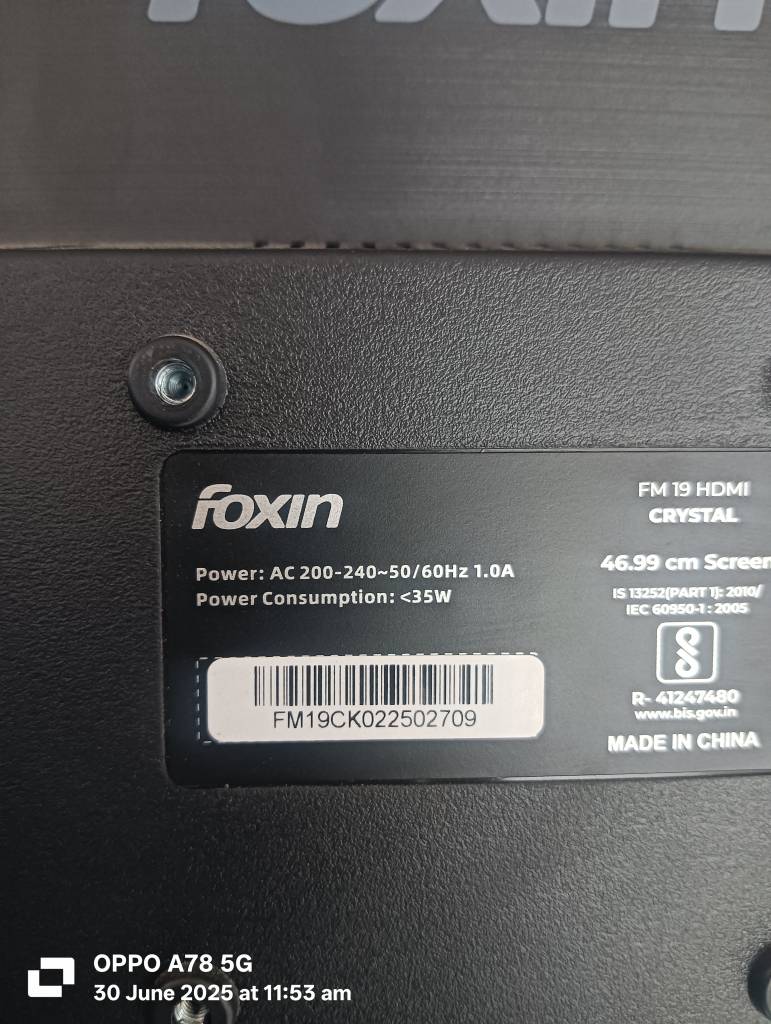 FOXIN
foxin
Power: AC 200-240~50/60Hz 1.0A
Power Consumption: <35W
FM19CK022502709
FM 19 HDMI
CRYSTAL
46.99 cm Screen
IS 13252(PART 1): 2010/
IEC 60950-1 : 2005
R- 41247480
www.bis.gov.in
MADE IN CHINA
OPPO A78 5G
30 June 2025 at 11:53 am